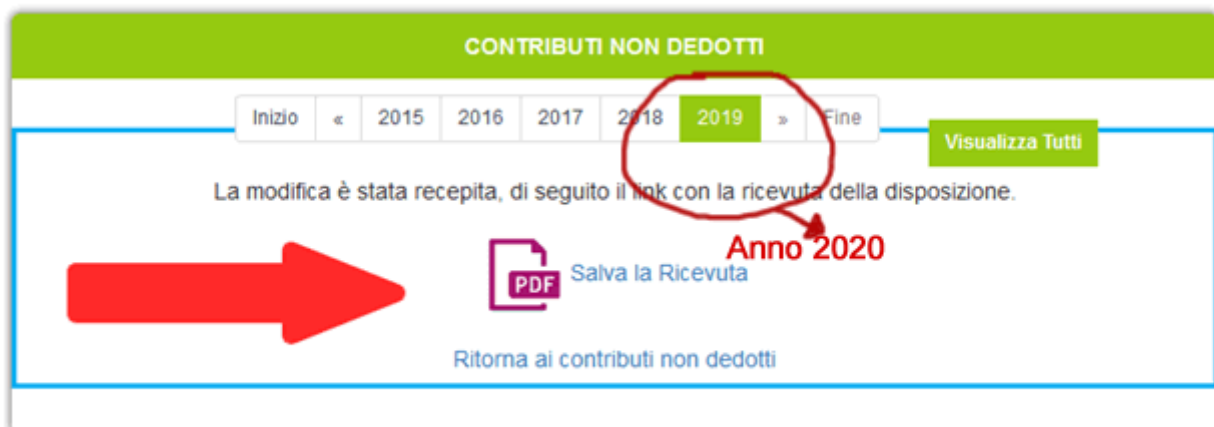 CONTRIBUTI NON DEDOTTI
Inizio « 2015 2016 2017 2018 2019 » Fine
Visualizza Tutti
La modifica è stata recepita, di seguito il link con la ricevuta della disposizione.
Anno 2020
PDF Salva la Ricevuta
Ritorna ai contributi non dedotti